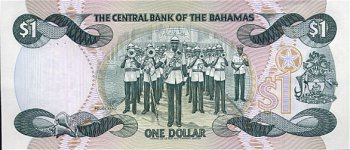 THE CENTRAL BANK OF THE BAHAMAS
$1 $1
$1
ONE DOLLAR